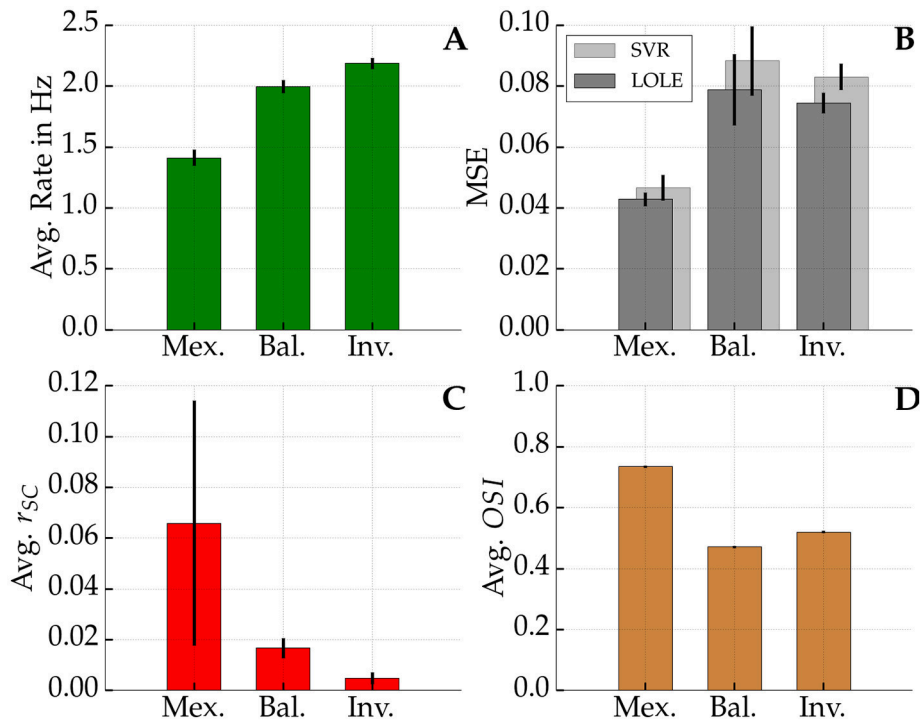 A
Avg. Rate in Hz
2.5
2.0
1.5
1.0
0.5
0.0
Mex. Bal. Inv.
B
SVR
LOLE
MSE
0.10
0.08
0.06
0.04
0.02
0.00
Mex. Bal. Inv.
C
Avg. rSC
0.12
0.10
0.08
0.06
0.04
0.02
0.00
Mex. Bal. Inv.
D
Avg. OSI
1.0
0.8
0.6
0.4
0.2
0.0
Mex. Bal. Inv.